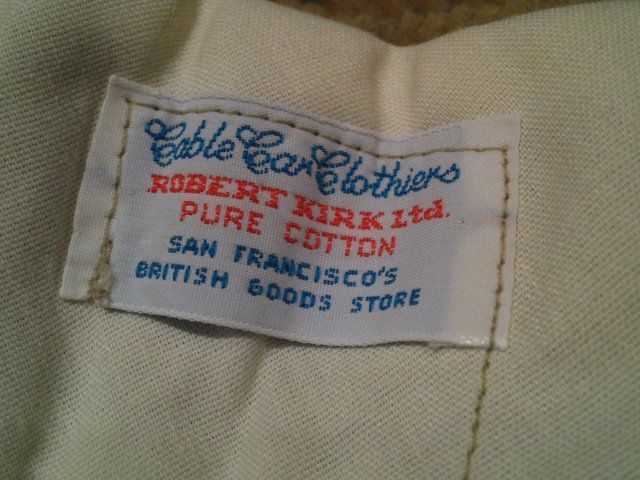 Cable Car Clothiers
ROBERT KIRK Ltd.
PURE COTTON
SAN FRANCISCO'S
BRITISH GOODS STORE